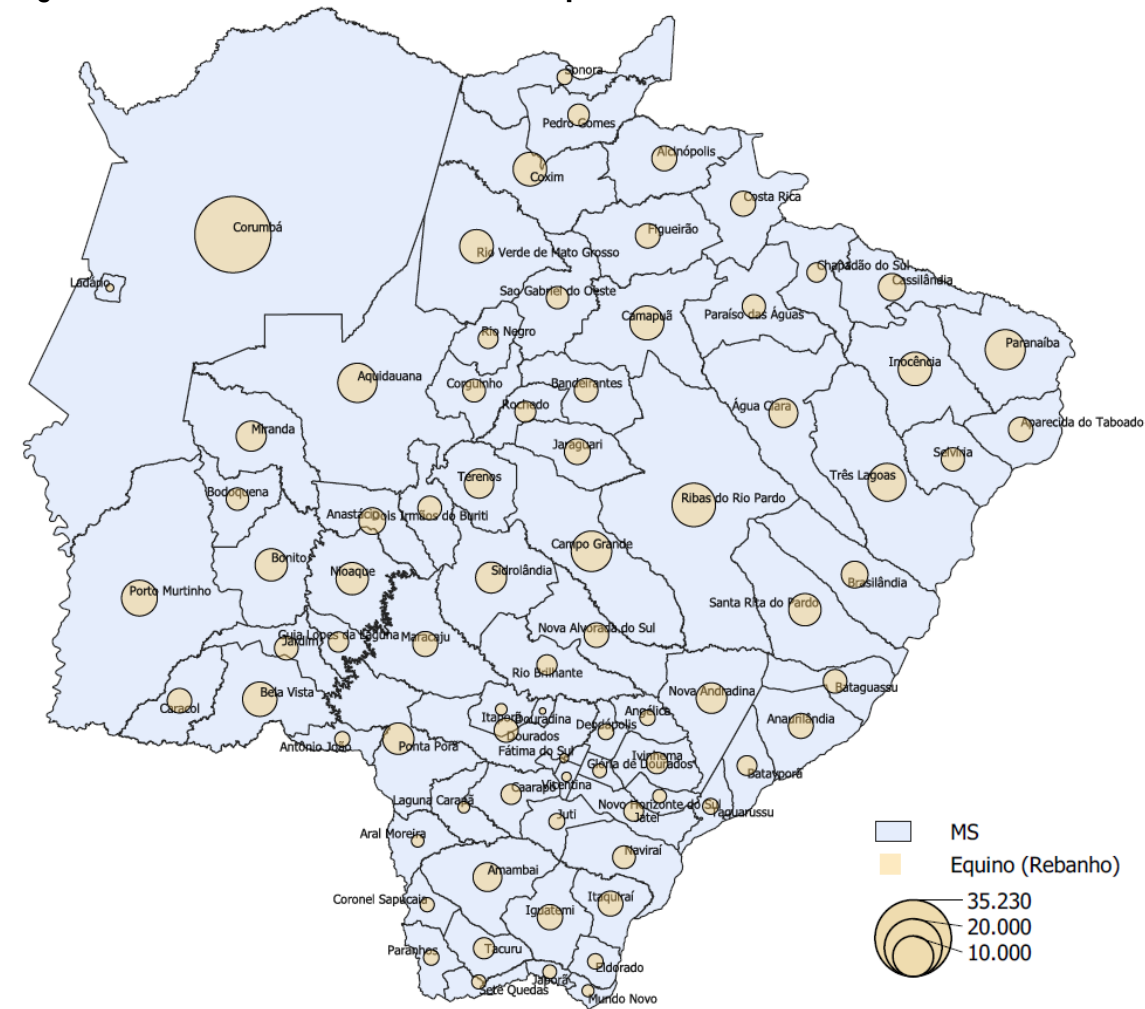 Sonora
Pedro Gomes
Alcinópolis
Coxim
Costa Rica
Corumbá
Figueirão
Rio Verde de Mato Grosso
Chapadão do Sul
Ladário
Cassilândia
Sao Gabriel do Oeste
Camapuã
Paraíso das Águas
Rio Negro
Paranaíba
Inocência
Aquidauana
Corguinho
Bandeirantes
Rochedo
Água Clara
Aparecida do Taboado
Miranda
Jaraguari
Selvíria
Terenos
Três Lagoas
Bodoquena
Ribas do Rio Pardo
Anastácio
Dois Irmãos do Buriti
Campo Grande
Bonito
Nioaque
Sidrolândia
Brasilândia
Porto Murtinho
Santa Rita do Pardo
Nova Alvorada do Sul
Guia Lopes da Laguna
Maracaju
Jardim
Rio Brilhante
Bela Vista
Nova Andradina
Bataguassu
Caracol
Angélica
Itaporã
Douradina
Anaurilândia
Deodápolis
Dourados
Antônio João
Ponta Porã
Fátima do Sul
Ivinhema
Glória de Dourados
Batayporã
Vicentina
Caarapó
Laguna Carapã
Novo Horizonte do Sul
Taquarussu
Juti
Jateí
Aral Moreira
Naviraí
Amambai
Itaquiraí
Coronel Sapucaia
Iguatemi
Paranhos
Tacuru
Eldorado
Japorã
Sete Quedas
Mundo Novo
MS
Equino (Rebanho)
35.230
20.000
10.000